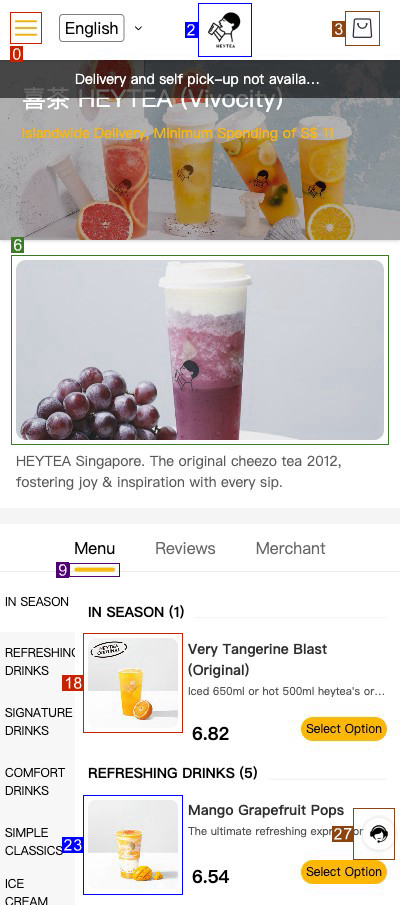 English
HEYTEA
Delivery and self pick-up not availa...
喜茶 HEYTEA (Vivocity)
Islandwide Delivery, Minimum Spending of S$ 11
HEYTEA Singapore. The original cheezo tea 2012,
fostering joy & inspiration with every sip.
Menu
Reviews
Merchant
IN SEASON
REFRESHING
DRINKS
SIGNATURE
DRINKS
COMFORT
DRINKS
SIMPLE
CLASSICS
ICE
CREAM
IN SEASON (1)
Very Tangerine Blast
(Original)
Iced 650ml or hot 500ml heytea's or...
6.82
Select Option
REFRESHING DRINKS (5)
Mango Grapefruit Pops
The ultimate refreshing
6.54
Select Option
0
2
3
6
9
18
23
27